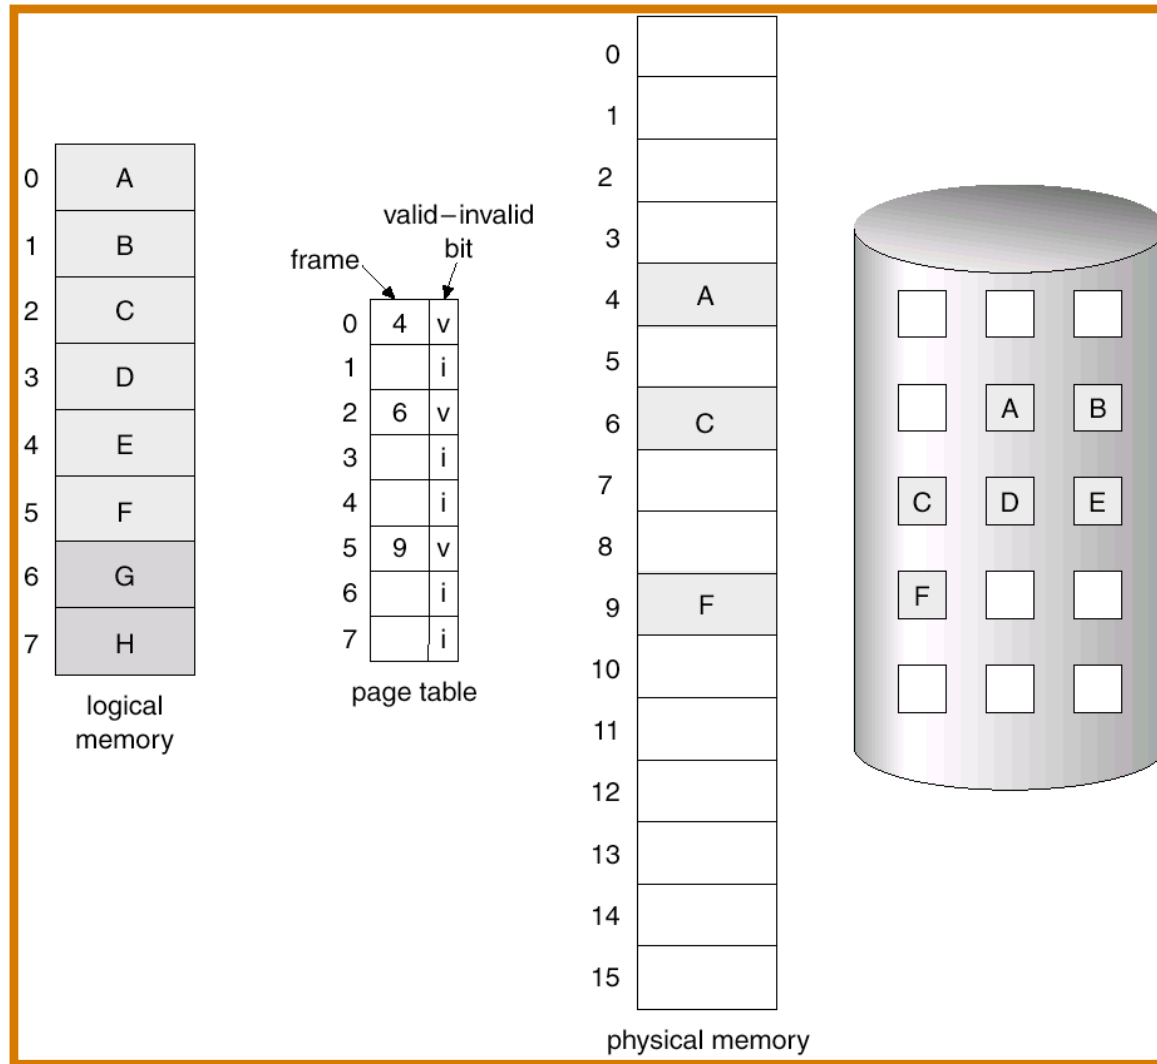 0 A
1 B
2 C
3 D
4 E
5 F
6 G
7 H
logical
memory
valid–invalid
bit
frame
0 4 v
1 i
2 6 v
3 i
4 i
5 9 v
6 i
7 i
page table
0
1
2
3
4 A
5
6 C
7
8
9 F
10
11
12
13
14
15
physical memory
A B
C D E
F